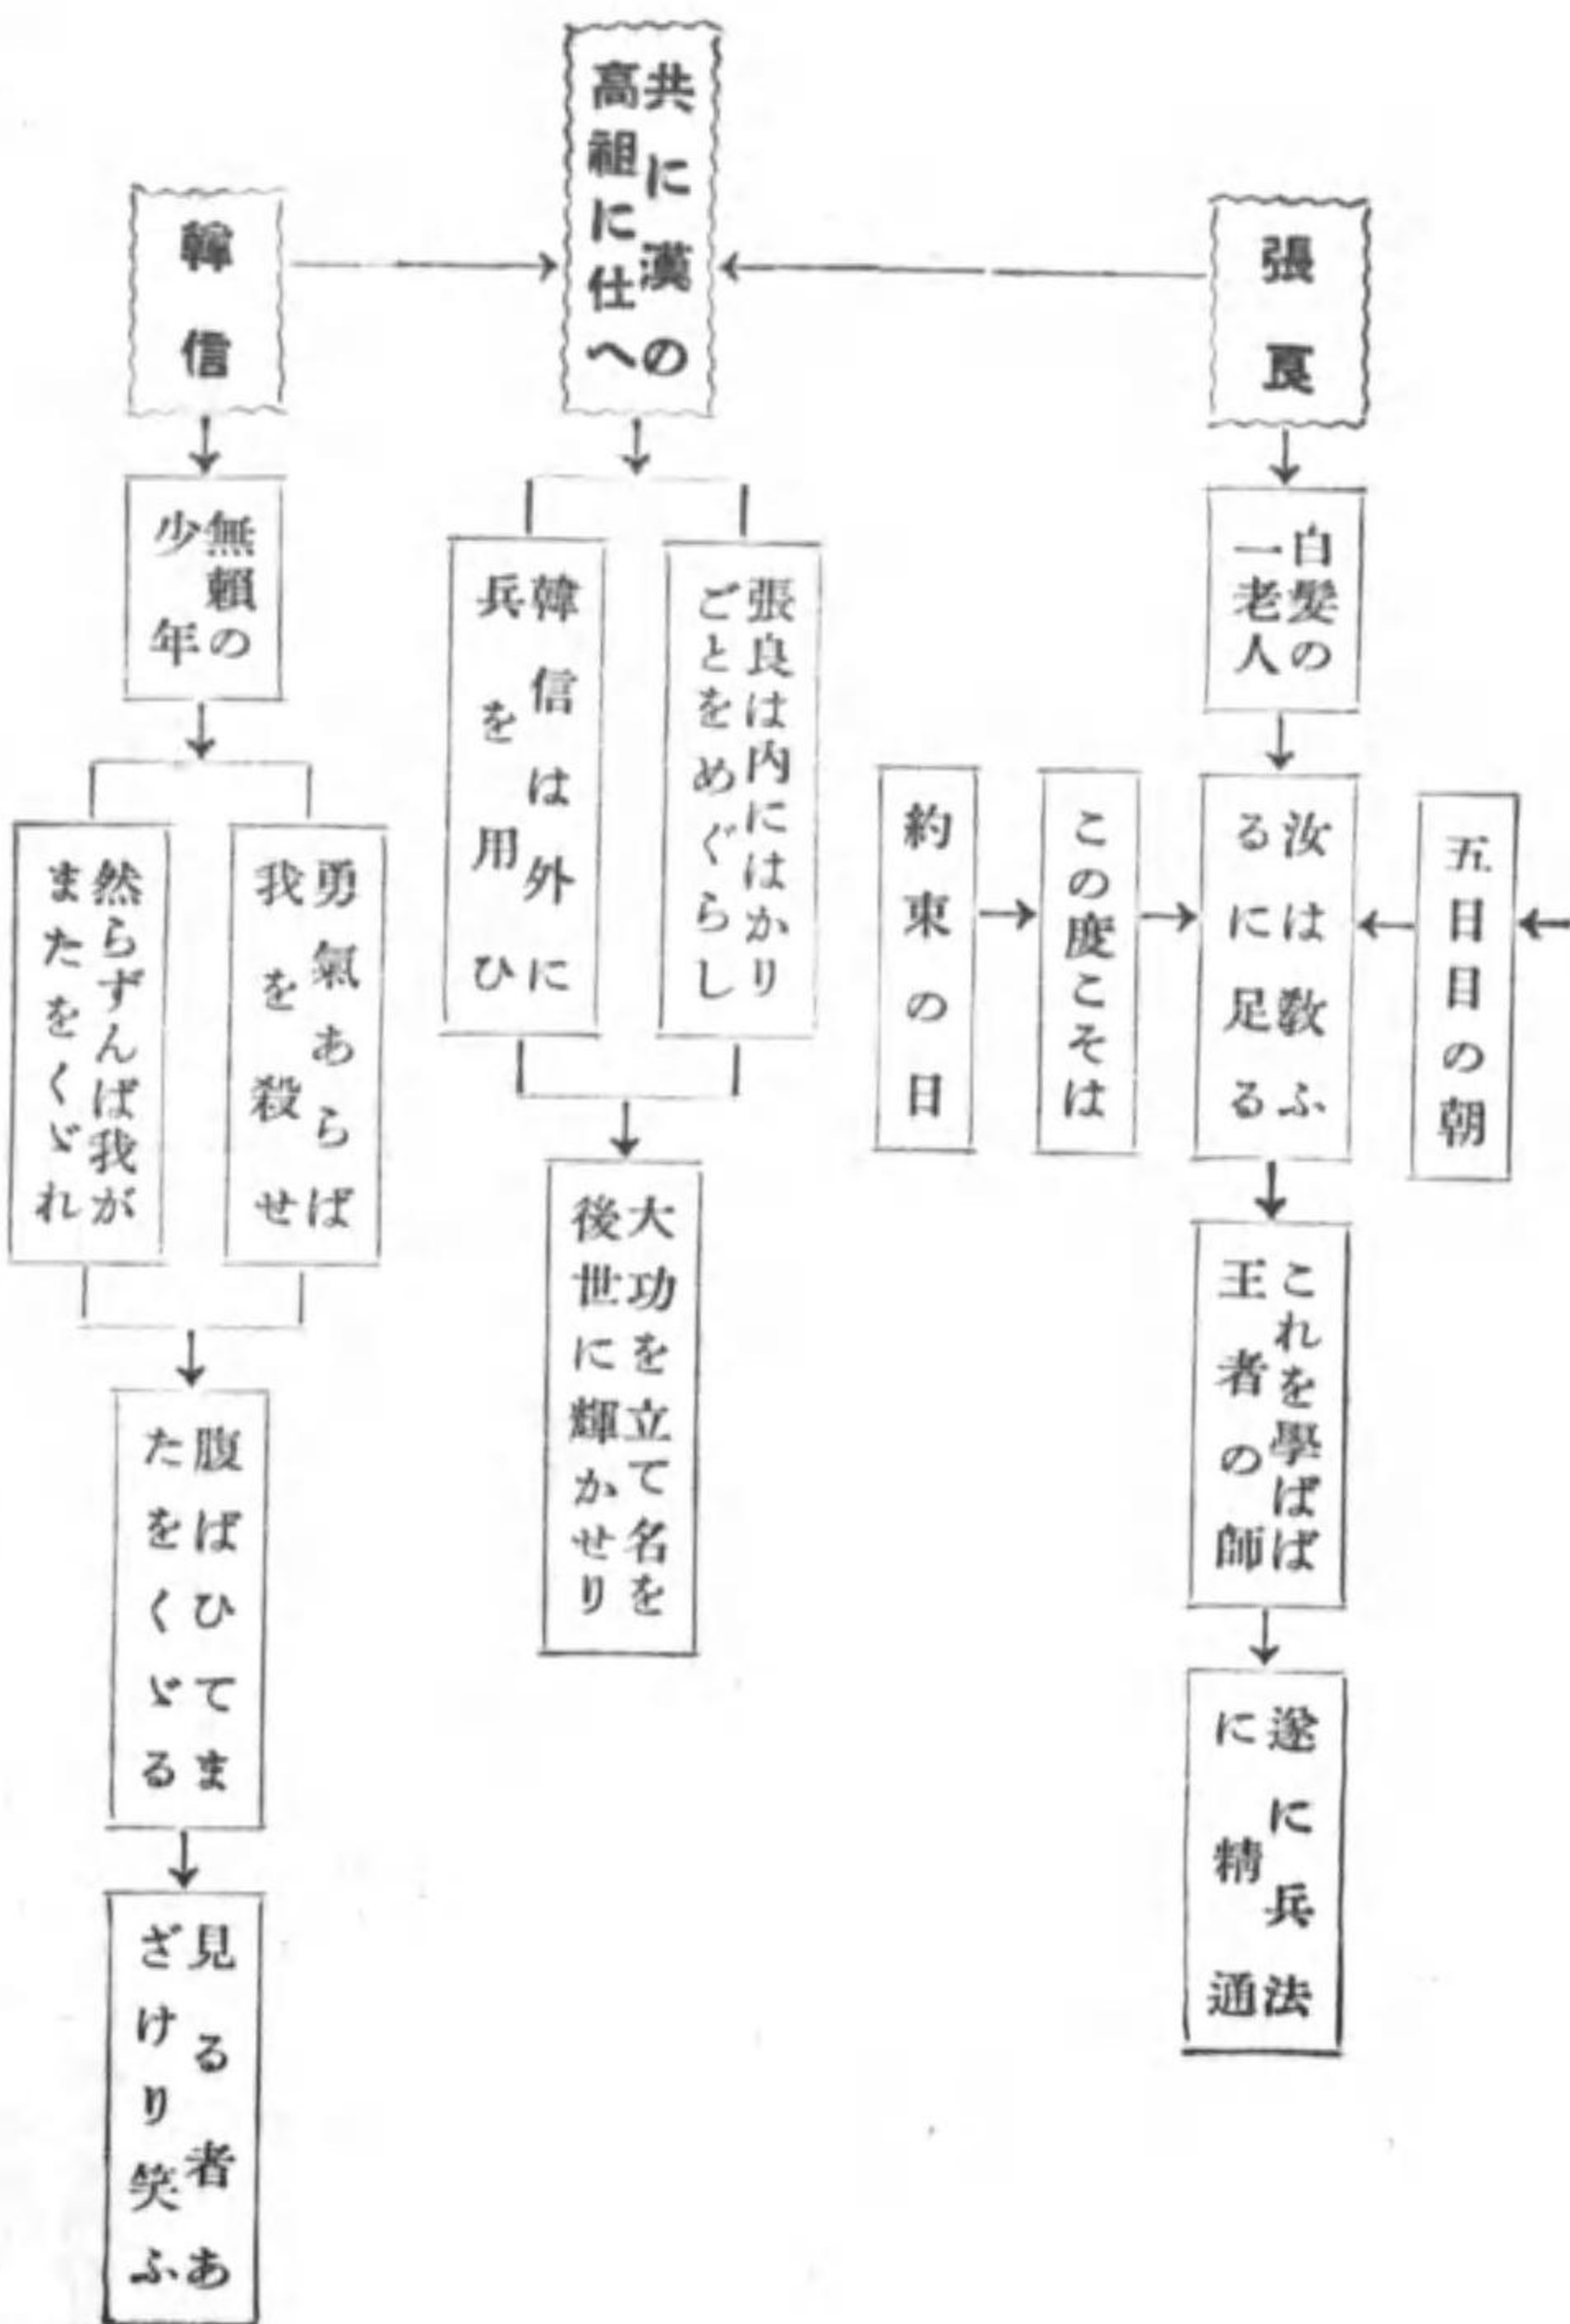 張良
白髮の
一老人
五日目の朝
汝は教ふ
るに足る
この度こそは
約束の日
これを學ばば
王者の師
遂に兵法
に精通
共に漢の
高祖に仕へ
張良は内にはかり
ごとをめぐらし
韓信は外に
兵を用ひ
大功を立て名を
後世に輝かせり
韓信
無賴の
少年
勇氣あらば
我を殺せ
然らずんば我が
またをくゞれ
腹ばひてま
たをくゞる
見る者あ
ざけり笑ふ